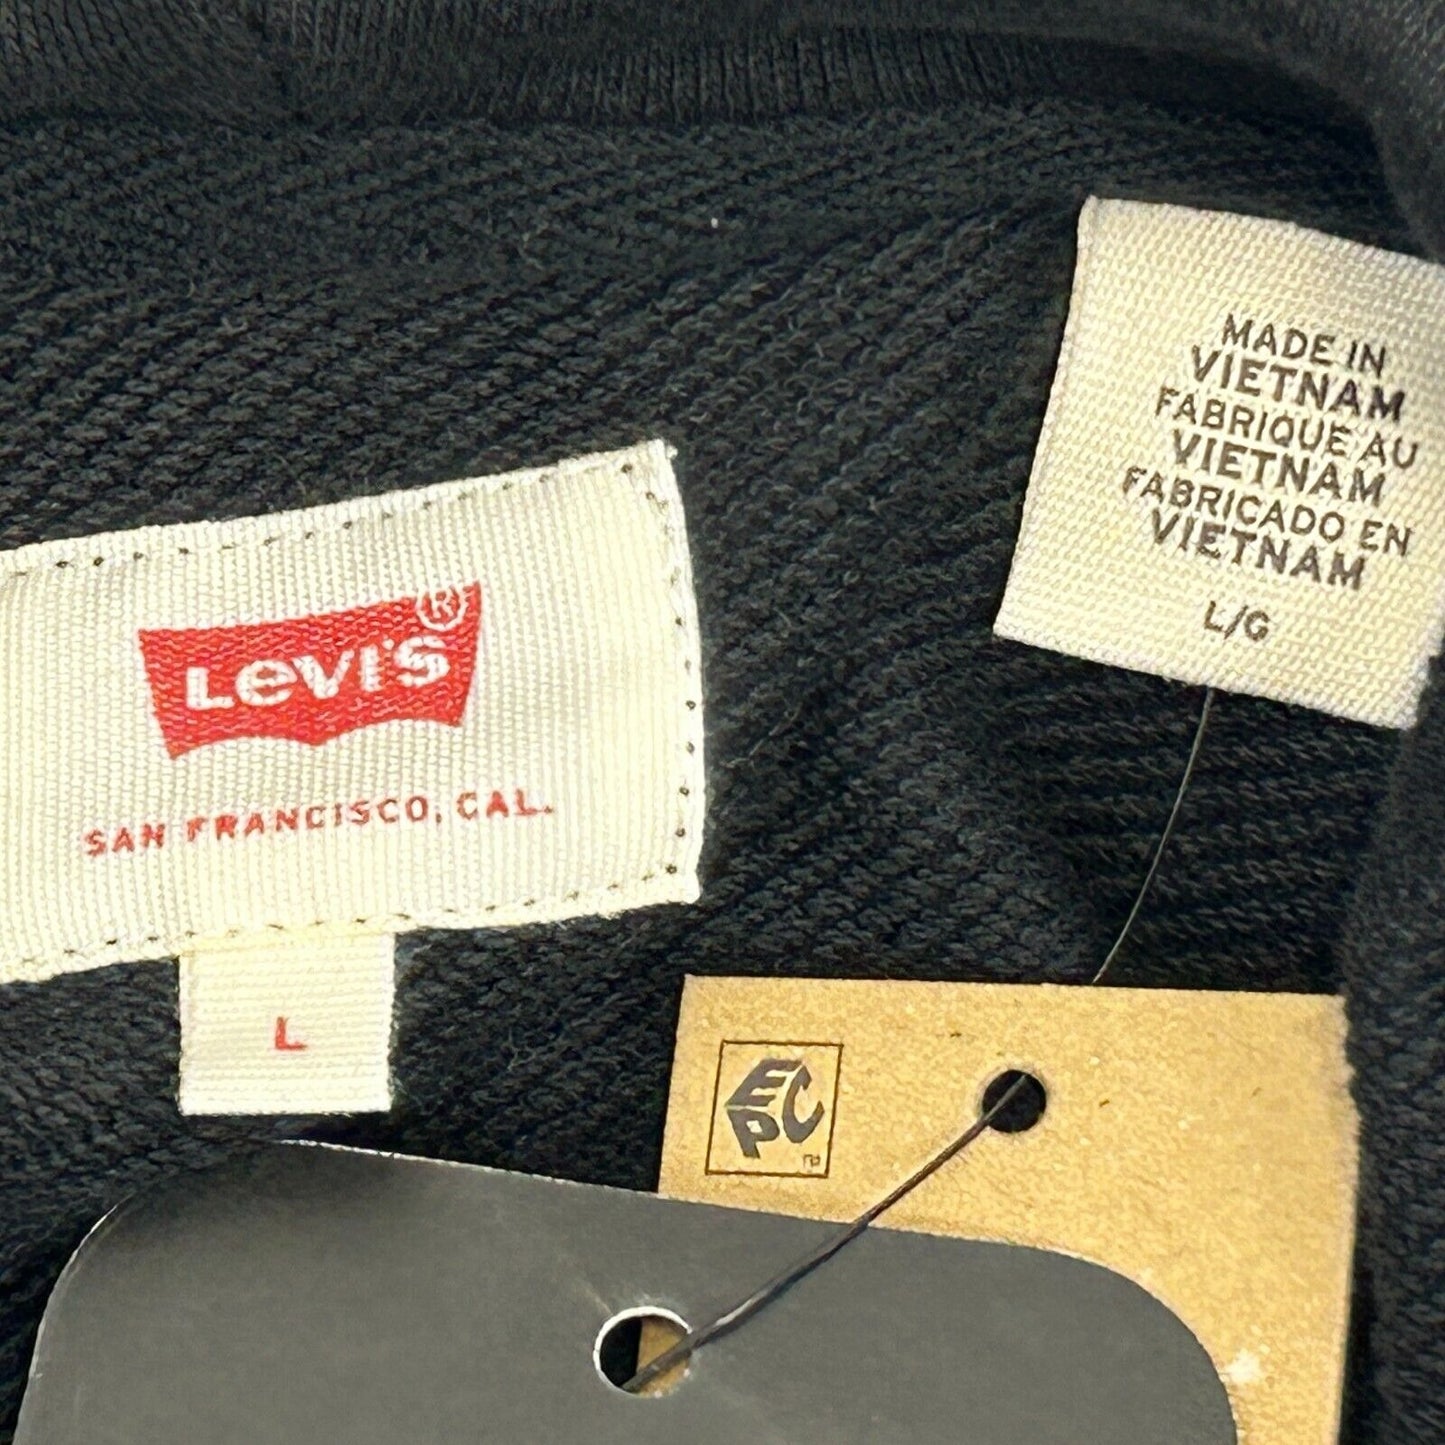 LEVI'S®
SAN FRANCISCO, CAL.
L
MADE IN
VIETNAM
FABRIQUE AU
VIETNAM
FABRICADO EN
VIETNAM
L/G
EPC